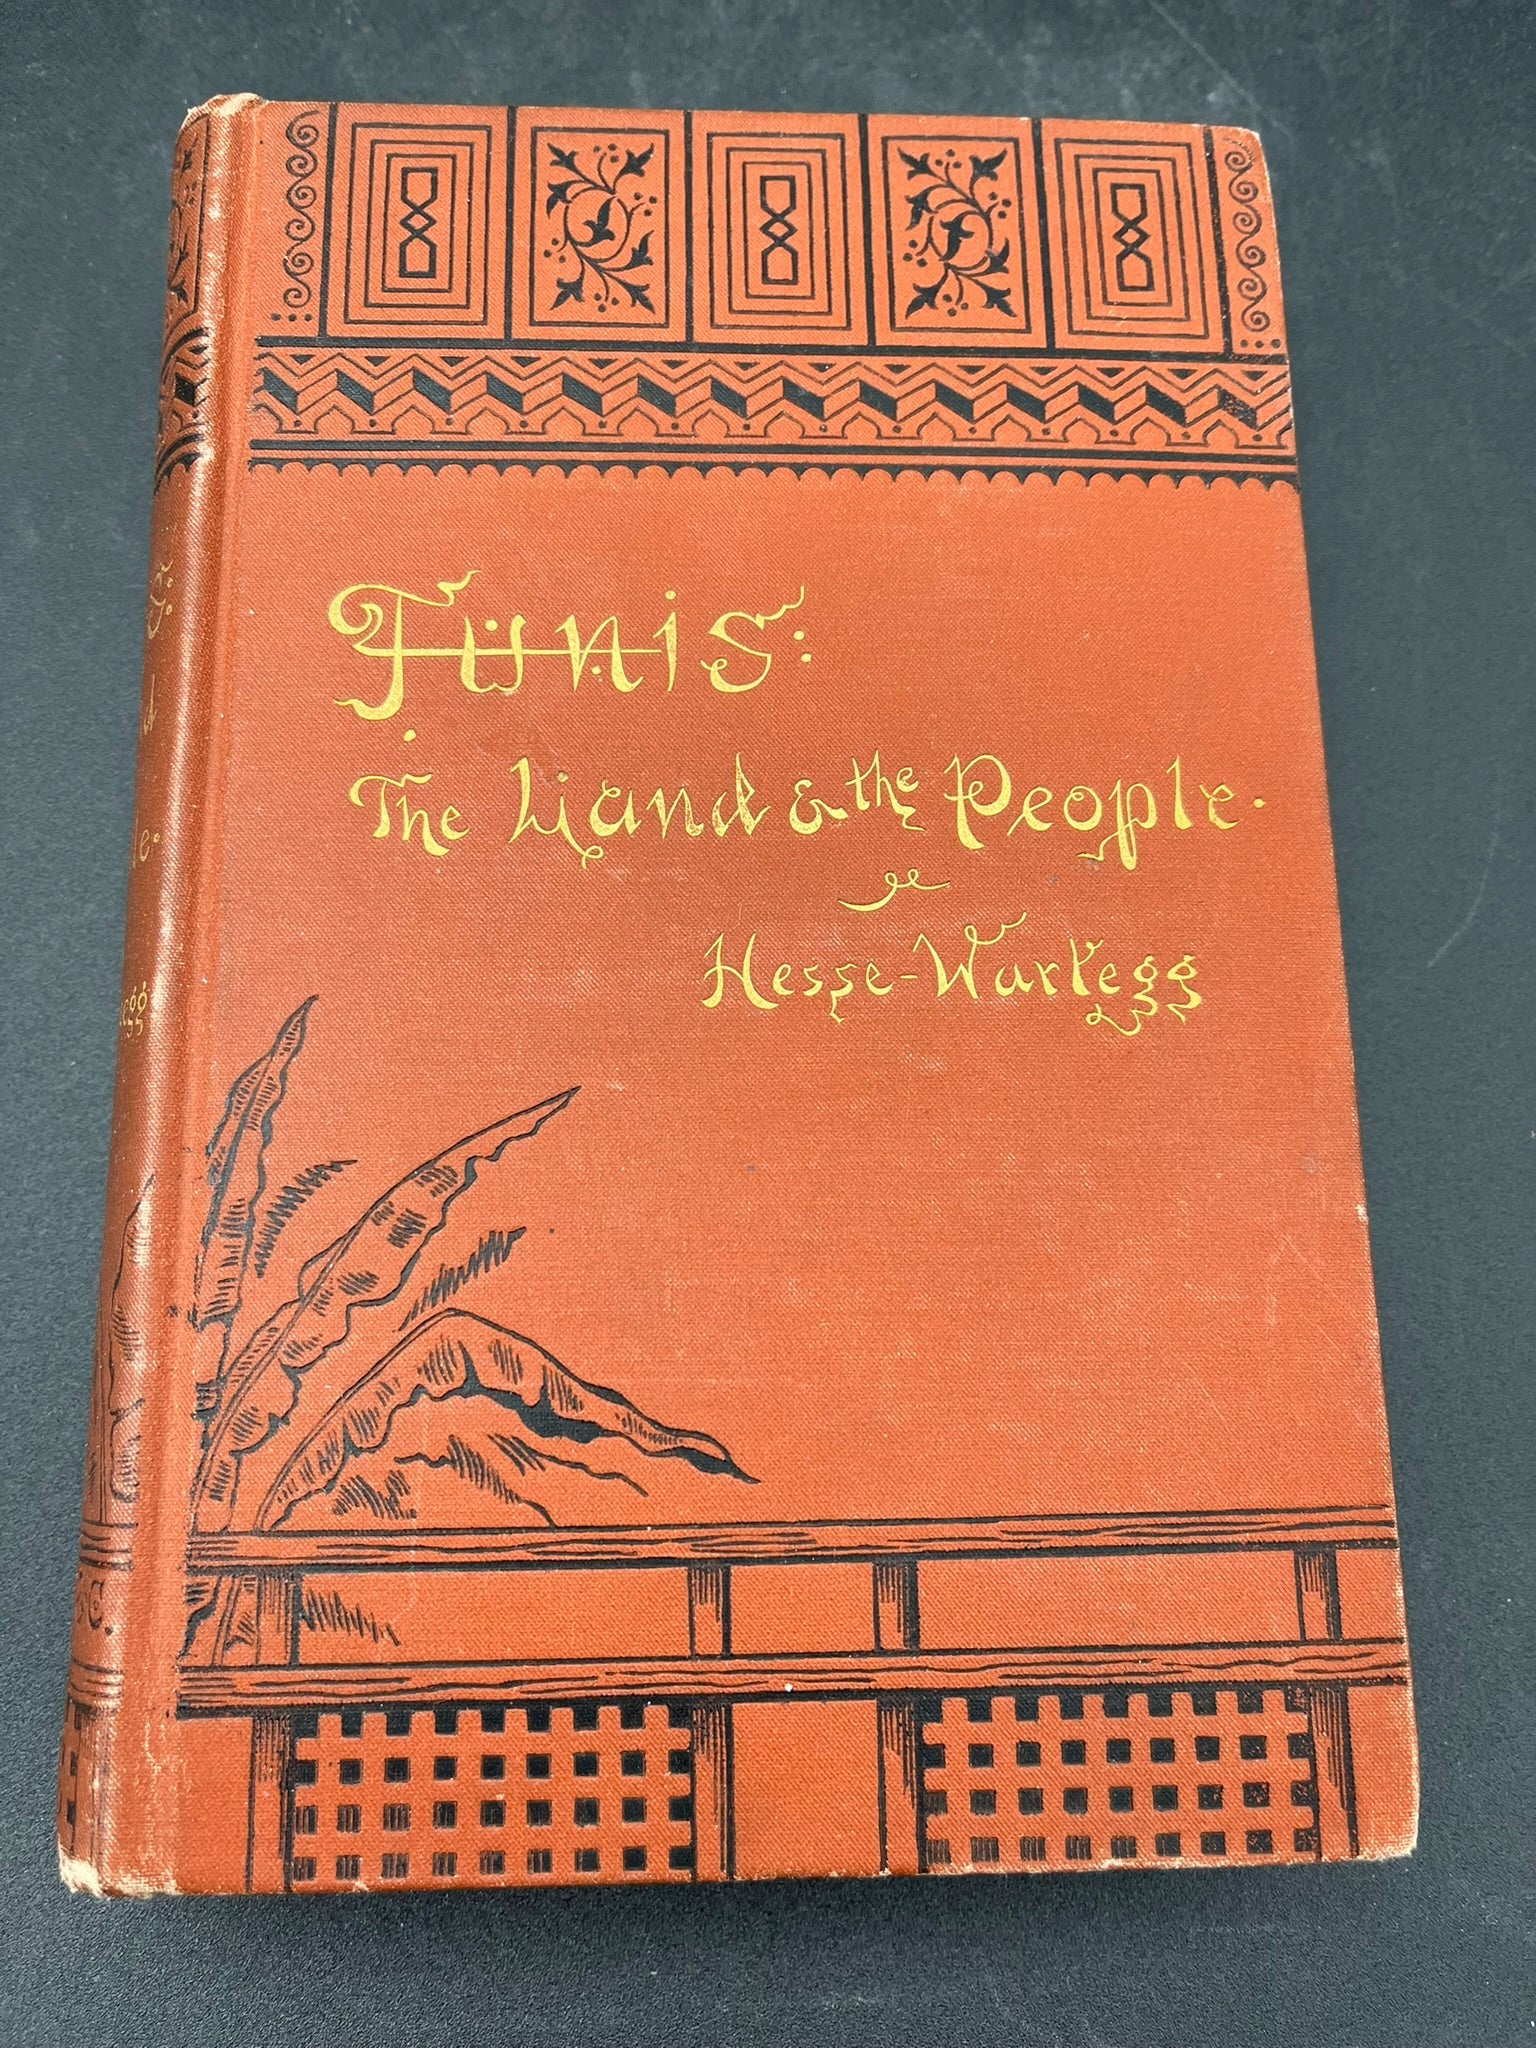 Tunis:
The Land & the People.
Hesse-Wartegg